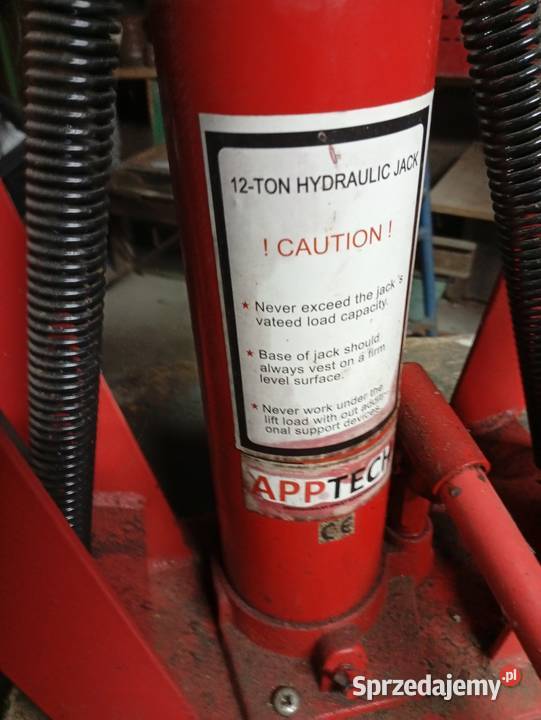 12-TON HYDRAULIC JACK
! CAUTION !
★ Never exceed the jack's
vateed load capacity.
★ Base of jack should
always vest on a firm
level surface.
★ Never work under the
lift load with out additi-
onal support devices
APPTECH
CE
Sprzedajemy.pl